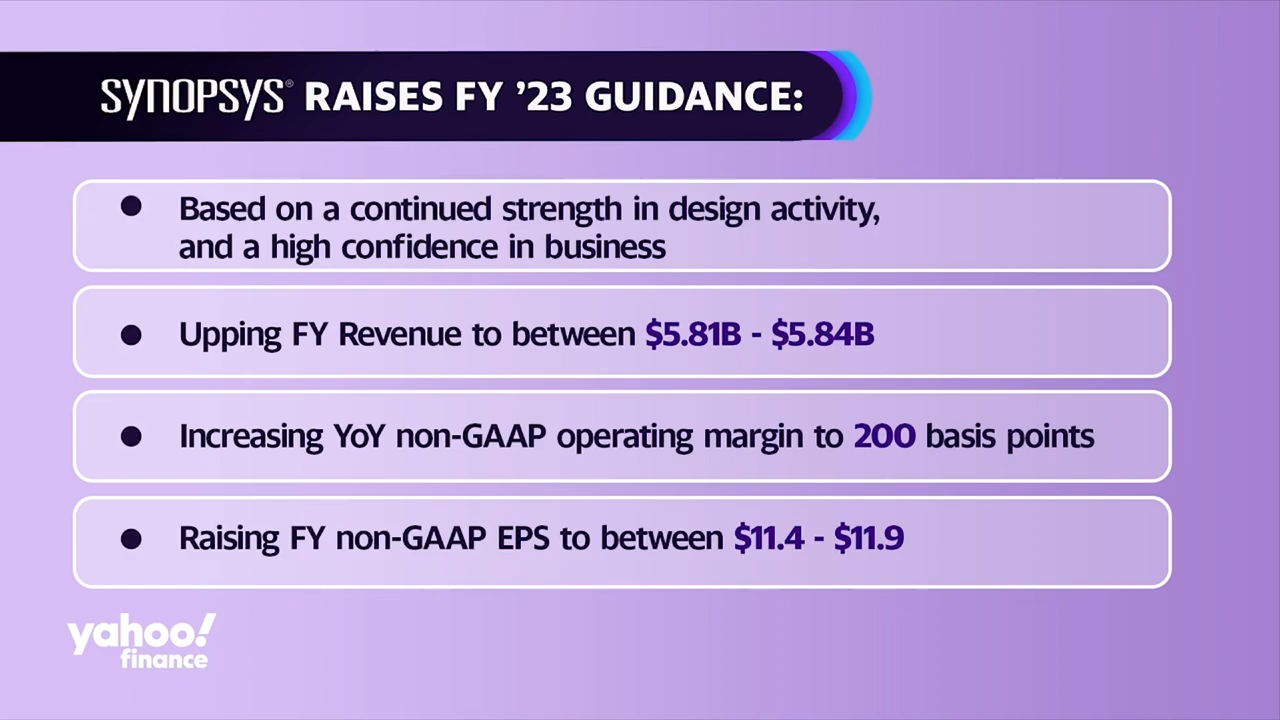 SYNOPSYS® RAISES FY ’23 GUIDANCE:
● Based on a continued strength in design activity,
and a high confidence in business
● Upping FY Revenue to between $5.81B - $5.84B
● Increasing YoY non-GAAP operating margin to 200 basis points
● Raising FY non-GAAP EPS to between $11.4 - $11.9
yahoo!
finance